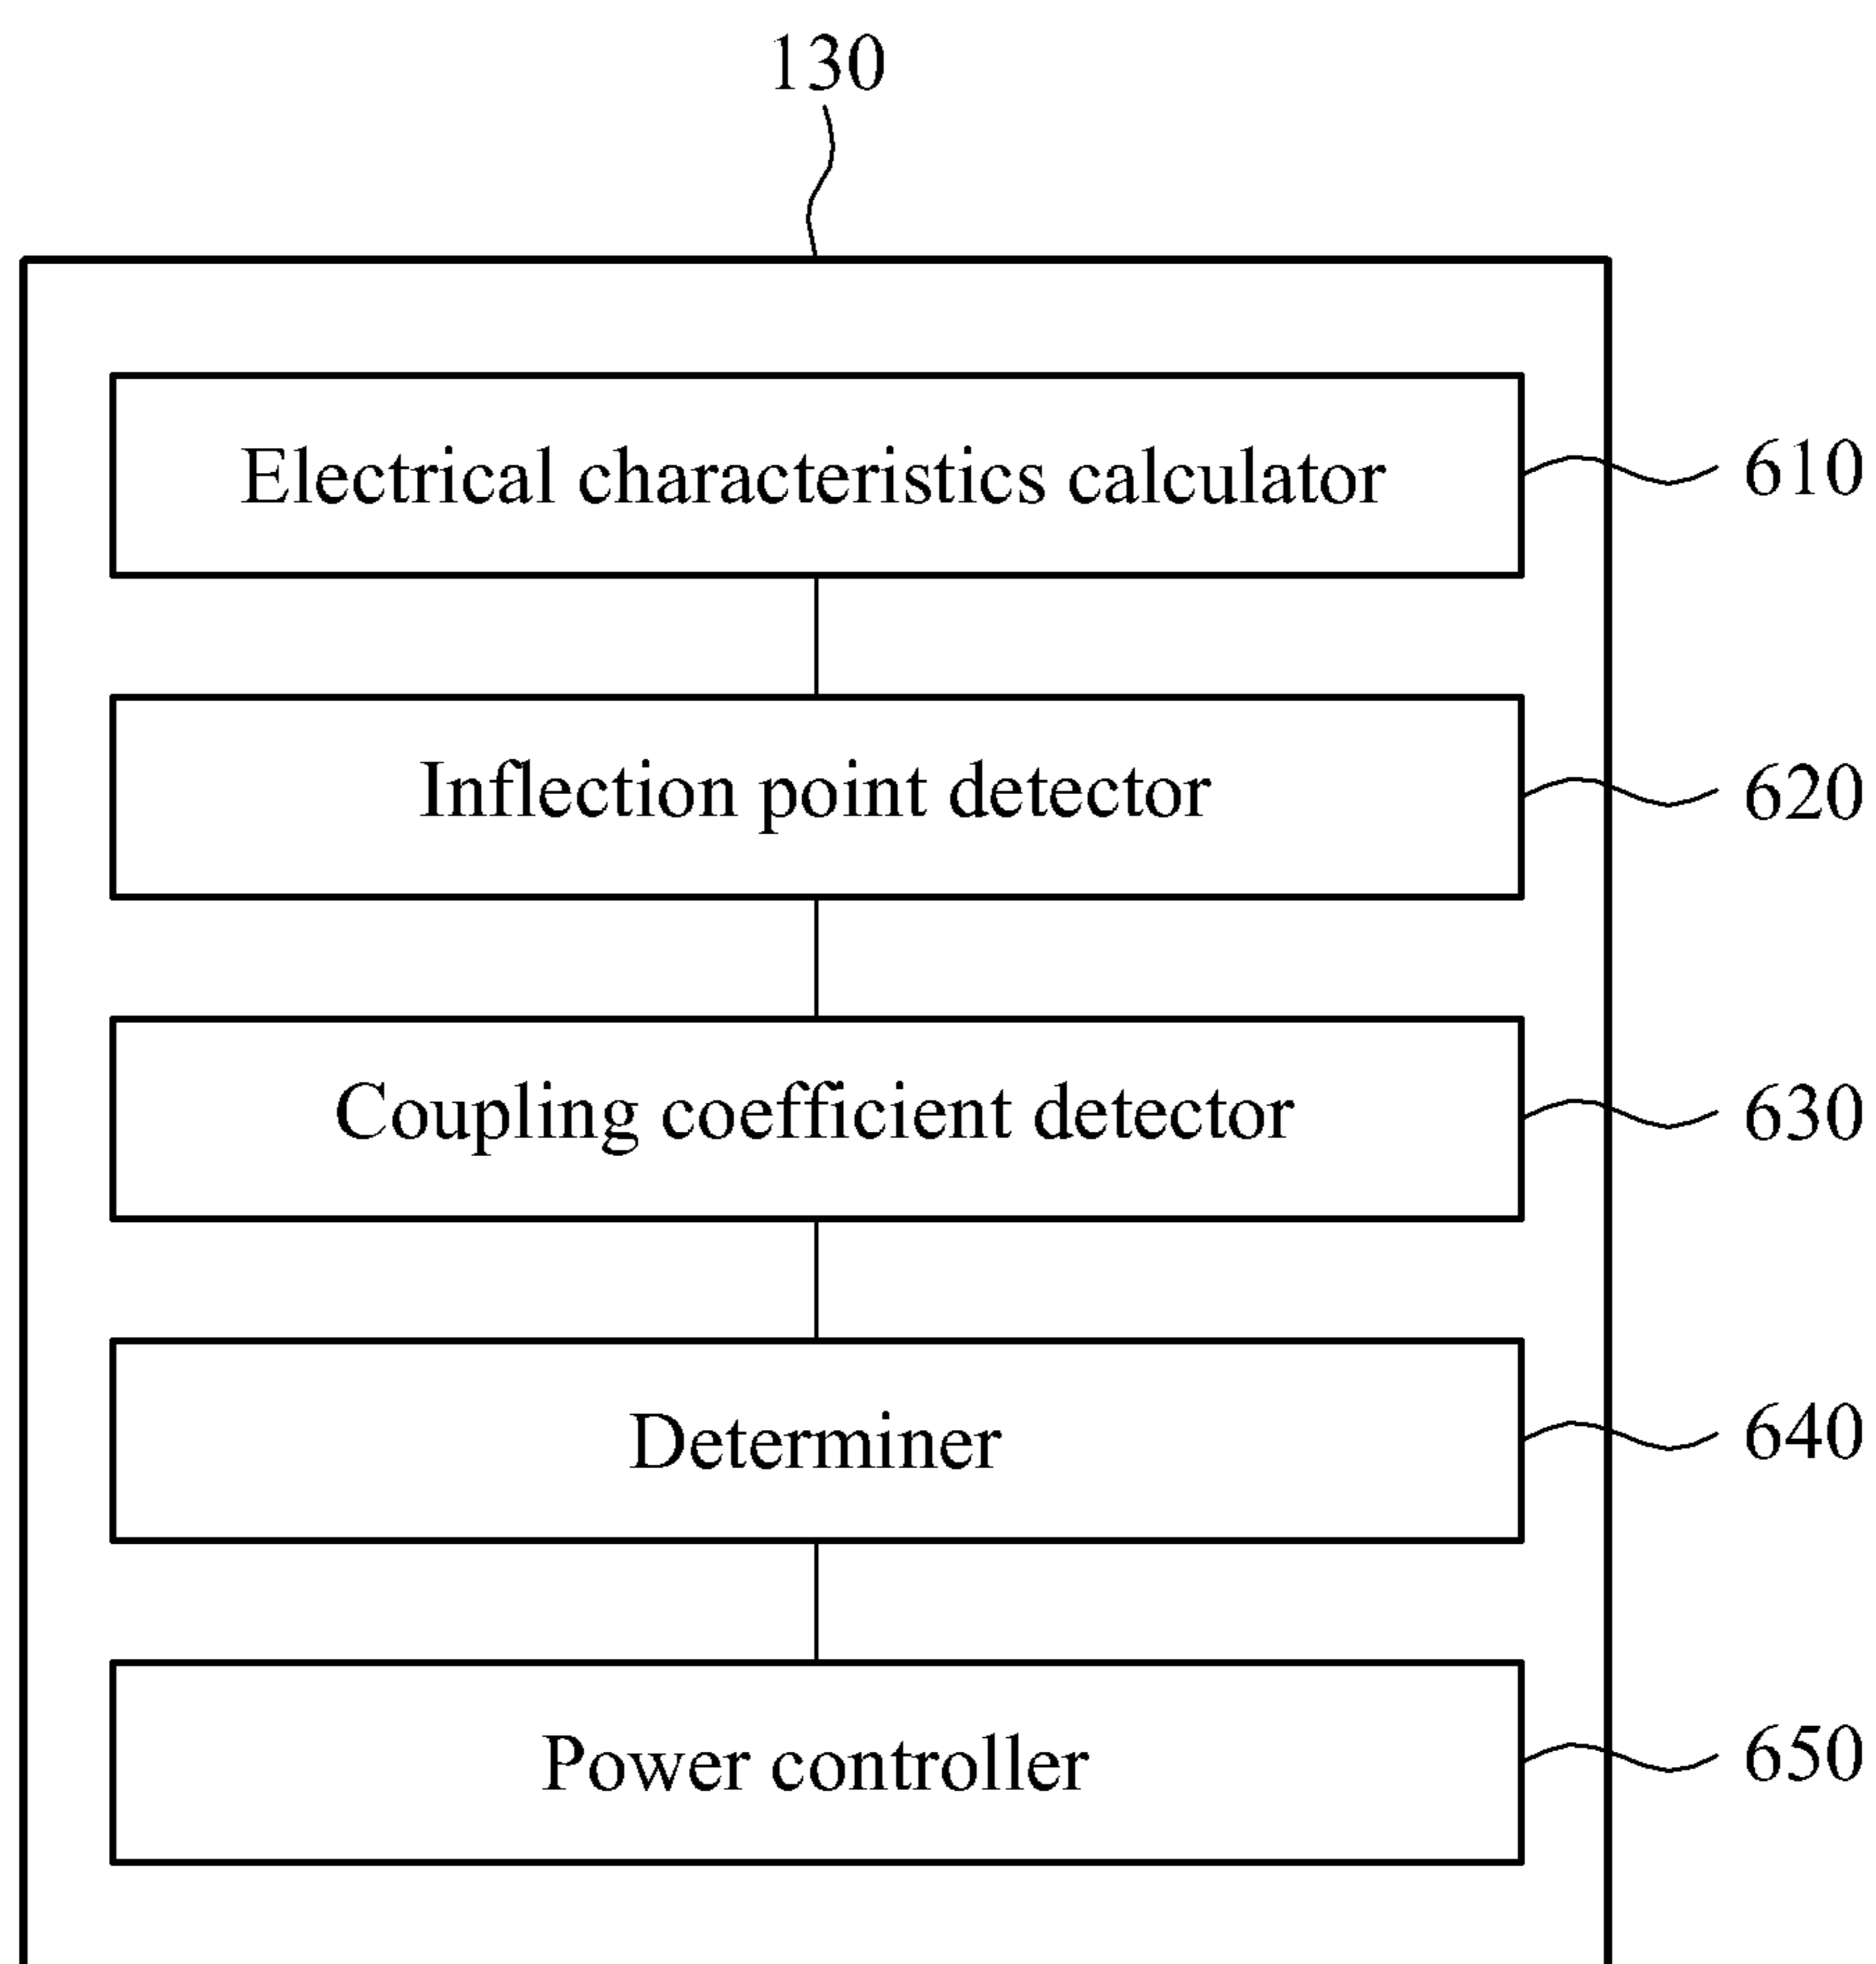 130
Electrical characteristics calculator 610
Inflection point detector 620
Coupling coefficient detector 630
Determiner 640
Power controller 650